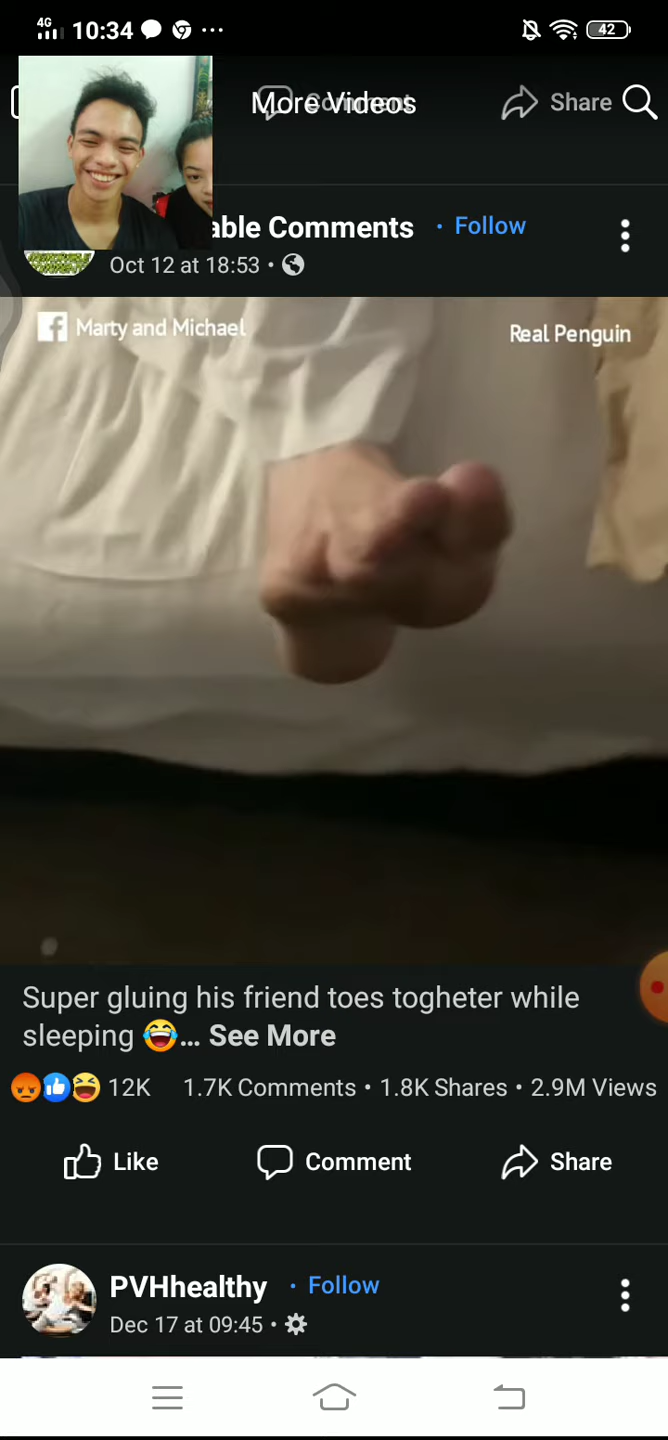 4G
10:34
42
More Videos
Comment
Share
able Comments · Follow
Oct 12 at 18:53 ·
Marty and Michael
Real Penguin
Super gluing his friend toes togheter while
sleeping 😂... See More
12K 1.7K Comments • 1.8K Shares • 2.9M Views
Like Comment Share
PVHhealthy · Follow
Dec 17 at 09:45 ·